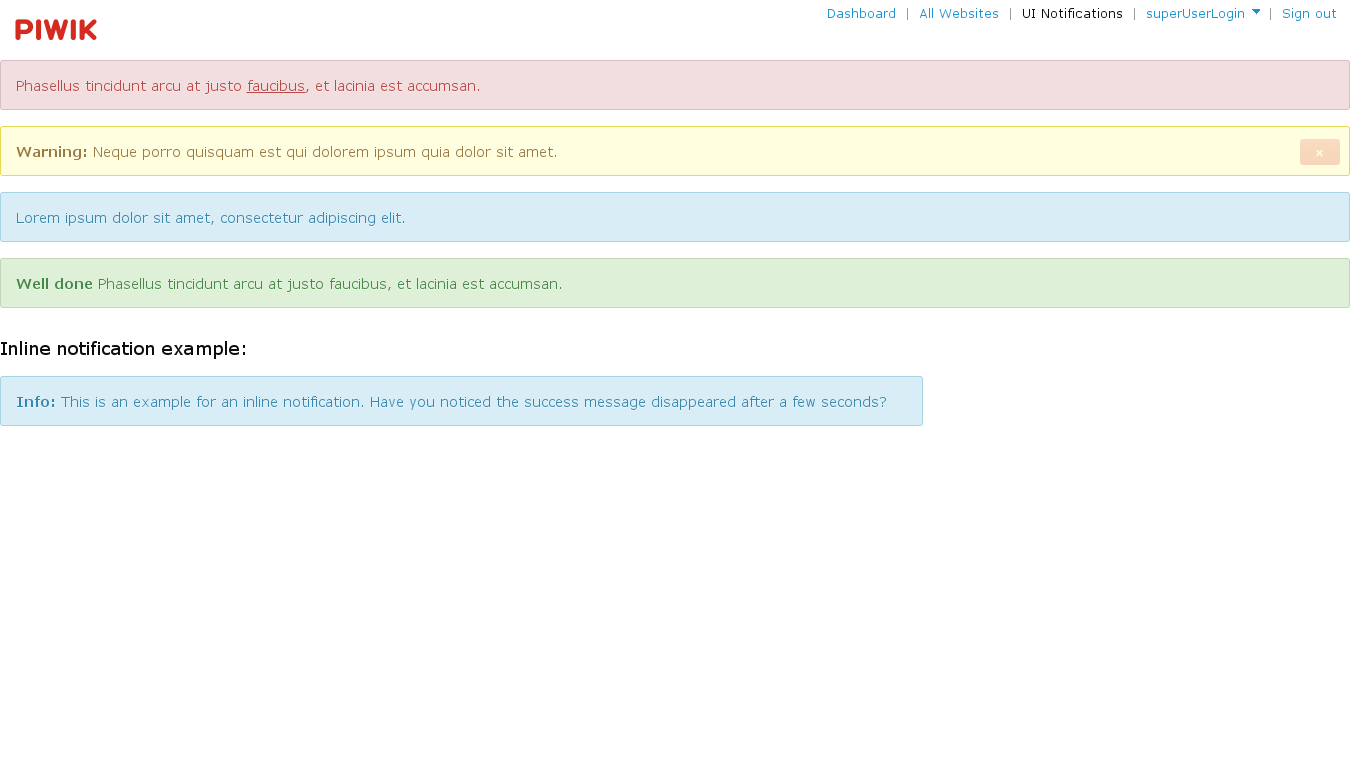 PIWIK
Dashboard | All Websites | UI Notifications | superUserLogin | Sign out
Phasellus tincidunt arcu at justo faucibus, et lacinia est accumsan.
Warning: Neque porro quisquam est qui dolorem ipsum quia dolor sit amet.
×
Lorem ipsum dolor sit amet, consectetur adipiscing elit.
Well done Phasellus tincidunt arcu at justo faucibus, et lacinia est accumsan.
Inline notification example:
Info: This is an example for an inline notification. Have you noticed the success message disappeared after a few seconds?